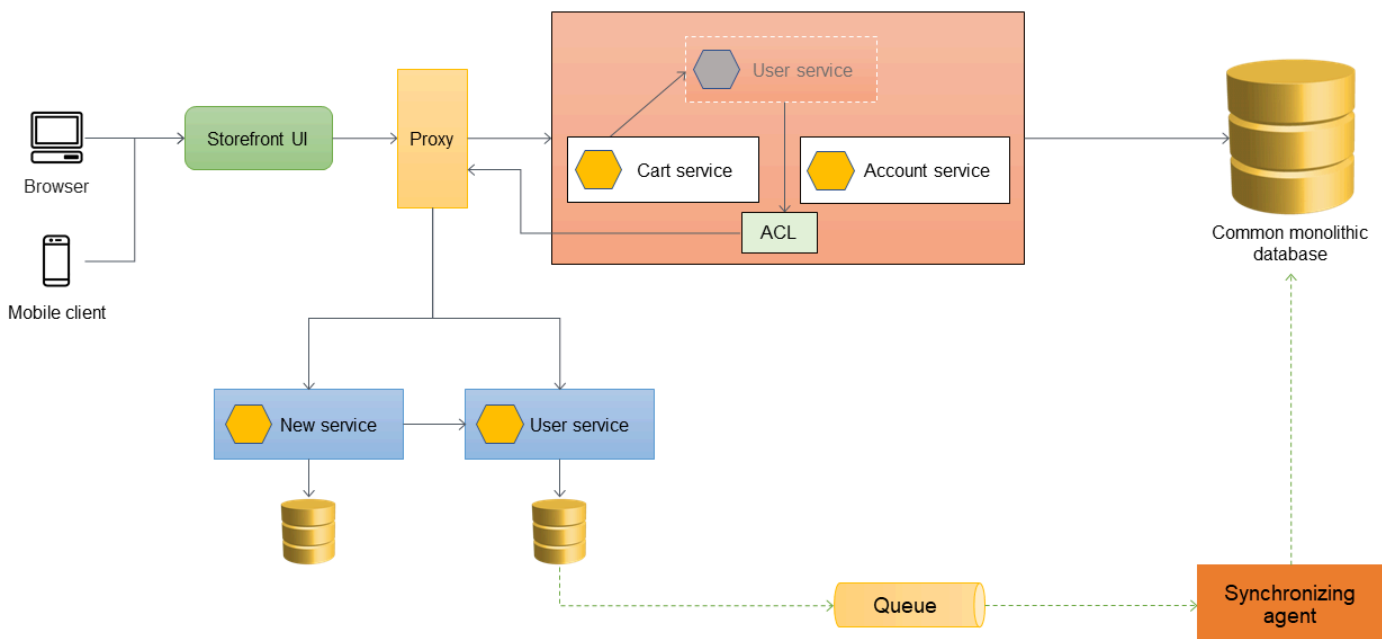 User service
Browser
Storefront UI
Proxy
Cart service
Account service
ACL
Mobile client
Common monolithic
database
New service
User service
Queue
Synchronizing
agent